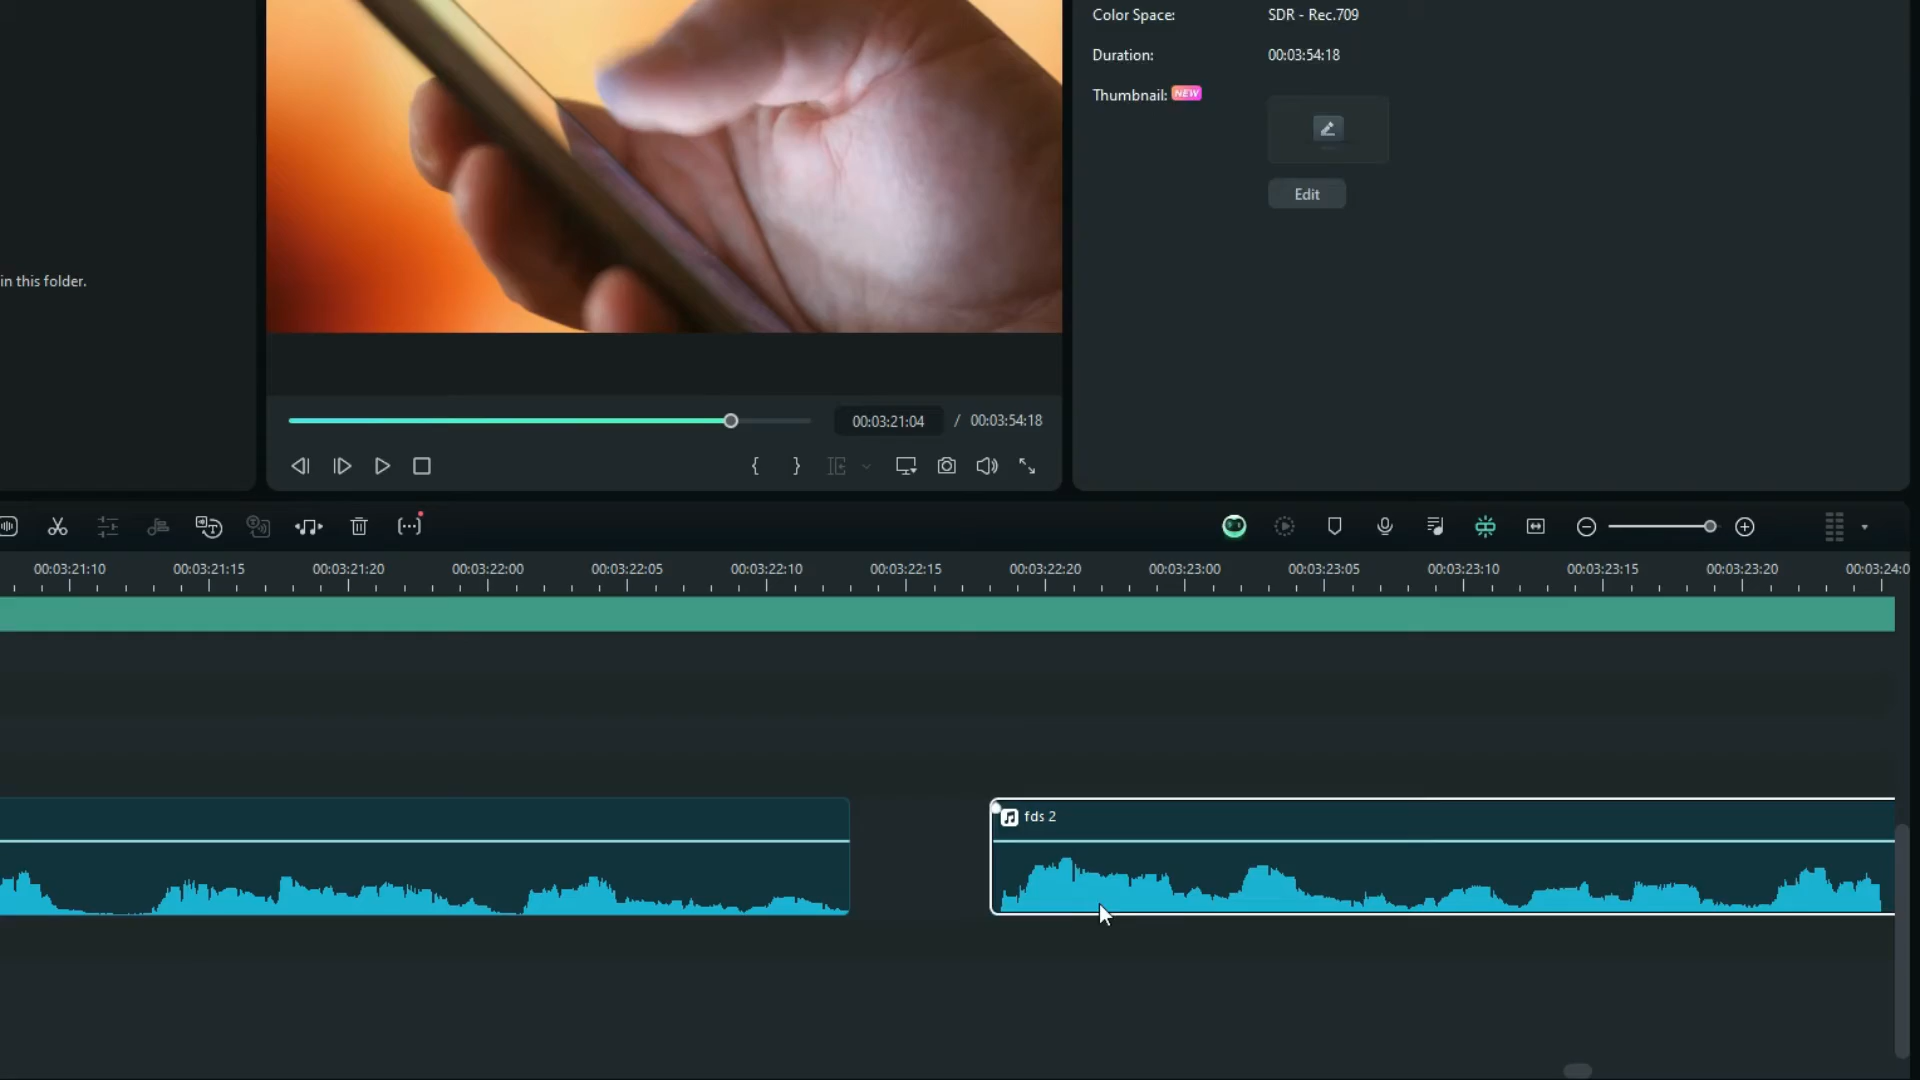 Color Space: SDR - Rec.709
Duration: 00:03:54:18
Thumbnail: NEW
Edit
in this folder.
00:03:21:04 / 00:03:54:18
00:03:21:10 00:03:21:15 00:03:21:20 00:03:22:00 00:03:22:05 00:03:22:10 00:03:22:15 00:03:22:20 00:03:23:00 00:03:23:05 00:03:23:10 00:03:23:15 00:03:23:20 00:03:24:0
fds 2